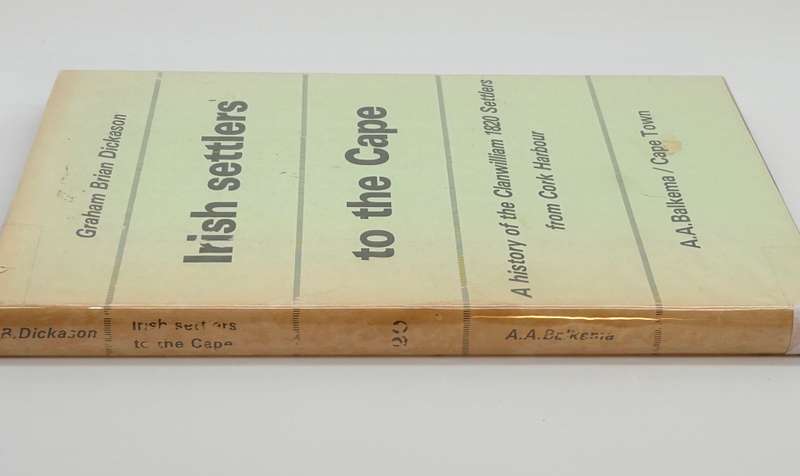 Graham Brian Dickason
Irish settlers
to the Cape
A history of the Clanwilliam 1820 Settlers
from Cork Harbour
A.A.Balkema / Cape Town
B.Dickason
Irish settlers
to the Cape
20
A.A.Balkema